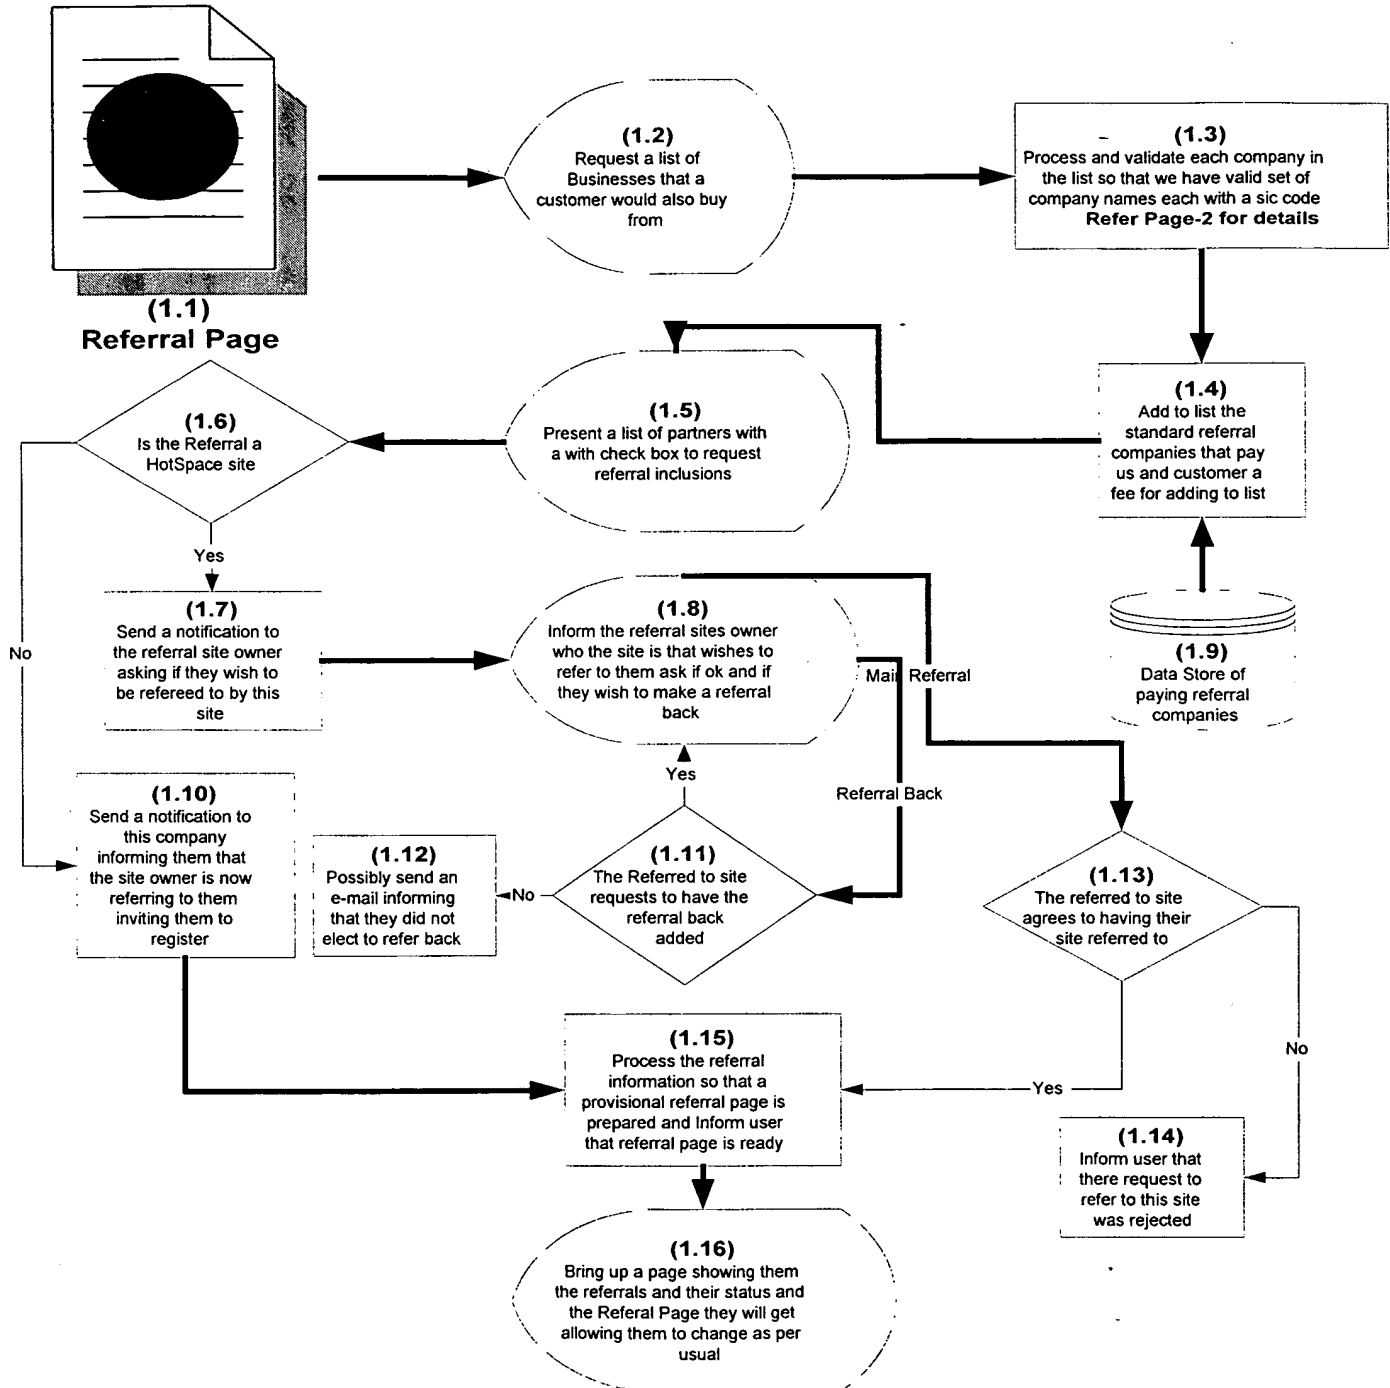 (1.1)
Referral Page
(1.2)
Request a list of
Businesses that a
customer would also buy
from
(1.3)
Process and validate each company in
the list so that we have valid set of
company names each with a sic code
Refer Page-2 for details
(1.4)
Add to list the
standard referral
companies that pay
us and customer a
fee for adding to list
(1.5)
Present a list of partners with
a with check box to request
referral inclusions
(1.6)
Is the Referral a
HotSpace site
Yes
No
(1.7)
Send a notification to
the referral site owner
asking if they wish to
be refereed to by this
site
(1.8)
Inform the referral sites owner
who the site is that wishes to
refer to them ask if ok and if
they wish to make a referral
back
Main Referral
Referral Back
(1.9)
Data Store of
paying referral
companies
(1.10)
Send a notification to
this company
informing them that
the site owner is now
referring to them
inviting them to
register
(1.11)
The Referred to site
requests to have the
referral back
added
Yes
No
(1.12)
Possibly send an
e-mail informing
that they did not
elect to refer back
(1.13)
The referred to site
agrees to having their
site referred to
Yes
No
(1.14)
Inform user that
there request to
refer to this site
was rejected
(1.15)
Process the referral
information so that a
provisional referral page is
prepared and Inform user
that referral page is ready
(1.16)
Bring up a page showing them
the referrals and their status and
the Referal Page they will get
allowing them to change as per
usual